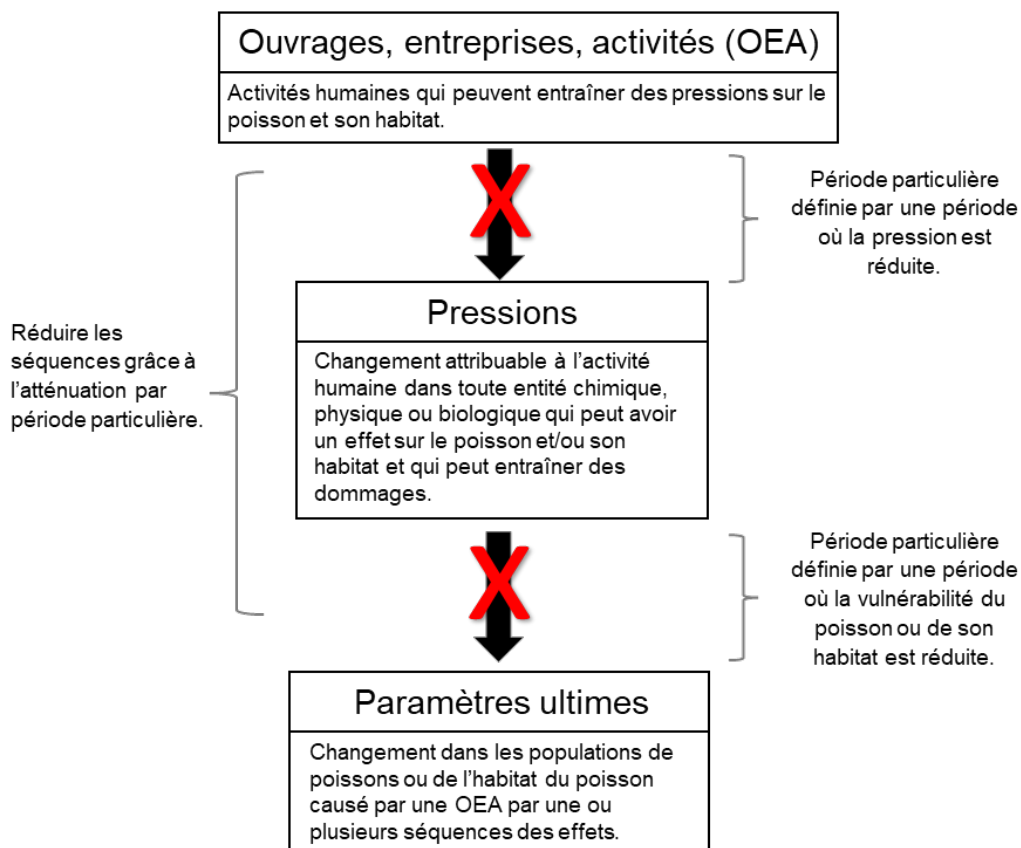 Ouvrages, entreprises, activités (OEA)
Activités humaines qui peuvent entraîner des pressions sur le
poisson et son habitat.
Période particulière
définie par une période
où la pression est
réduite.
Réduire les
séquences grâce à
l’atténuation par
période particulière.
Pressions
Changement attribuable à l’activité
humaine dans toute entité chimique,
physique ou biologique qui peut avoir
un effet sur le poisson et/ou son
habitat et qui peut entraîner des
dommages.
Période particulière
définie par une période
où la vulnérabilité du
poisson ou de son
habitat est réduite.
Paramètres ultimes
Changement dans les populations de
poissons ou de l’habitat du poisson
causé par une OEA par une ou
plusieurs séquences des effets.